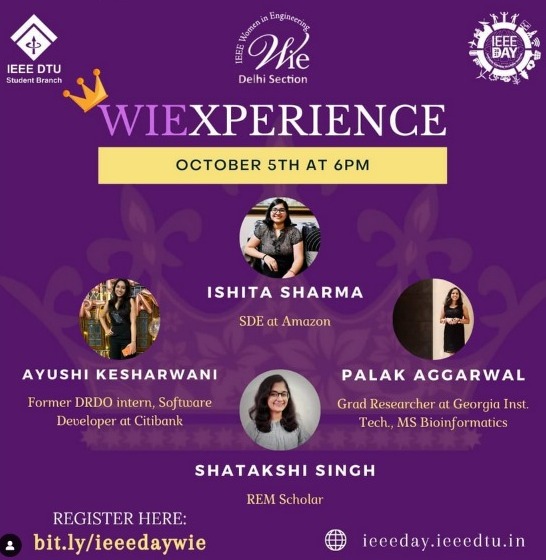 IEEE DTU
Student Branch
IEEE Women in Engineering
Wie
Delhi Section
IEEE
DAY
WIEXPERIENCE
OCTOBER 5TH AT 6PM
ISHITA SHARMA
SDE at Amazon
AYUSHI KESHARWANI
Former DRDO intern, Software
Developer at Citibank
PALAK AGGARWAL
Grad Researcher at Georgia Inst.
Tech., MS Bioinformatics
SHATAKSHI SINGH
REM Scholar
REGISTER HERE:
bit.ly/ieeedaywie
ieeeday.ieeedtu.in